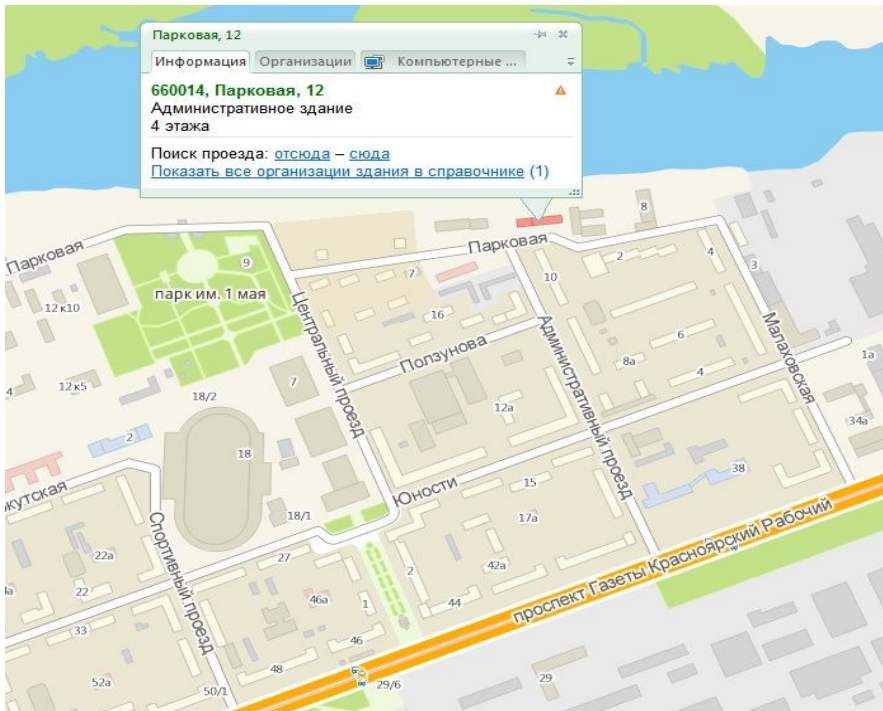 Парковая, 12
Информация Организации Компьютерные ...
660014, Парковая, 12
Административное здание
4 этажа
Поиск проезда: отсюда – сюда
Показать все организации здания в справочнике (1)
8
Парковая
Парковая
9
7
2
4
3
10
парк им. 1 мая
12 к10
16
Центральный проезд
Ползунова
Административный проезд
Малаховская
6
8а
4
1а
12 к5
18/2
7
12а
34а
2
18
38
Юности
15
17а
18/1
Спортивный проезд
22а
22
27
42а
2
44
46а
1
46
33
48
52а
50/1
проспект Газеты Красноярский Рабочий
29/6
29